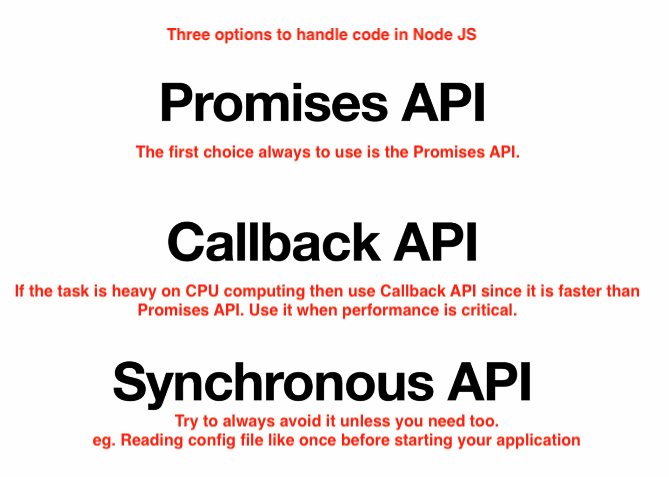 Three options to handle code in Node JS
Promises API
The first choice always to use is the Promises API.
Callback API
If the task is heavy on CPU computing then use Callback API since it is faster than
Promises API. Use it when performance is critical.
Synchronous API
Try to always avoid it unless you need too.
eg. Reading config file like once before starting your application